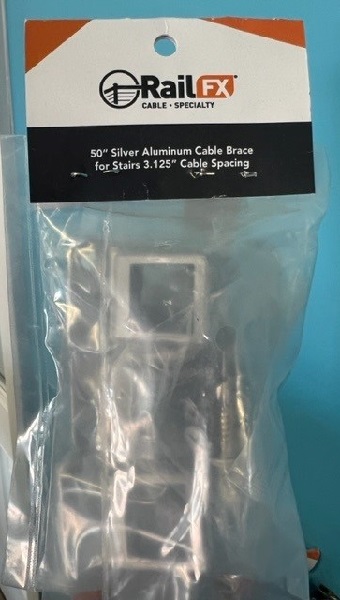 RailFX
CABLE · SPECIALTY
50" Silver Aluminum Cable Brace
for Stairs 3.125" Cable Spacing